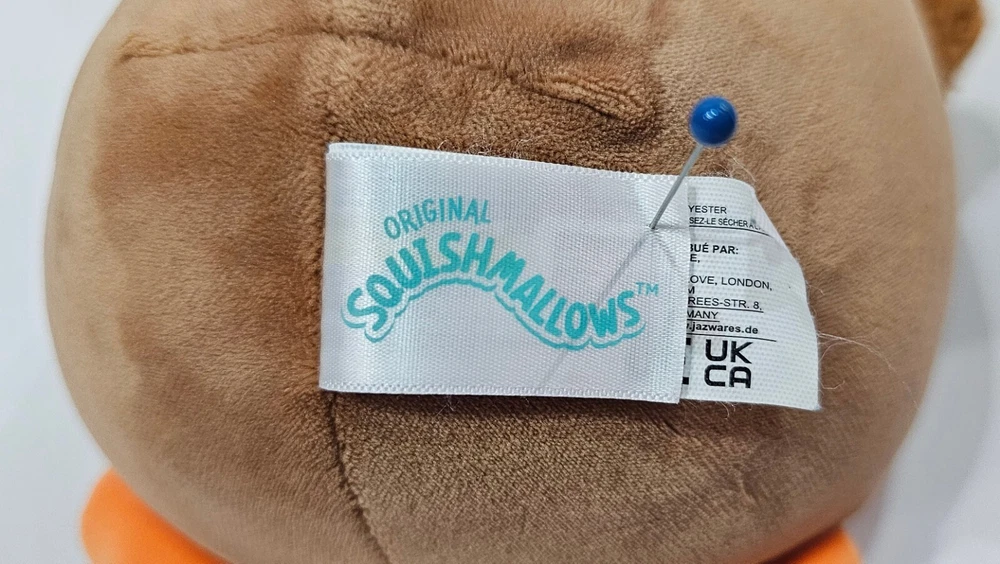 ORIGINAL
SQUISHMALLOWS™
YESTER
SEZ-LE SÉCHER À L
BUÉ PAR:
E,
OVE, LONDON,
M
REES-STR. 8,
MANY
.jazwares.de
UK
CA